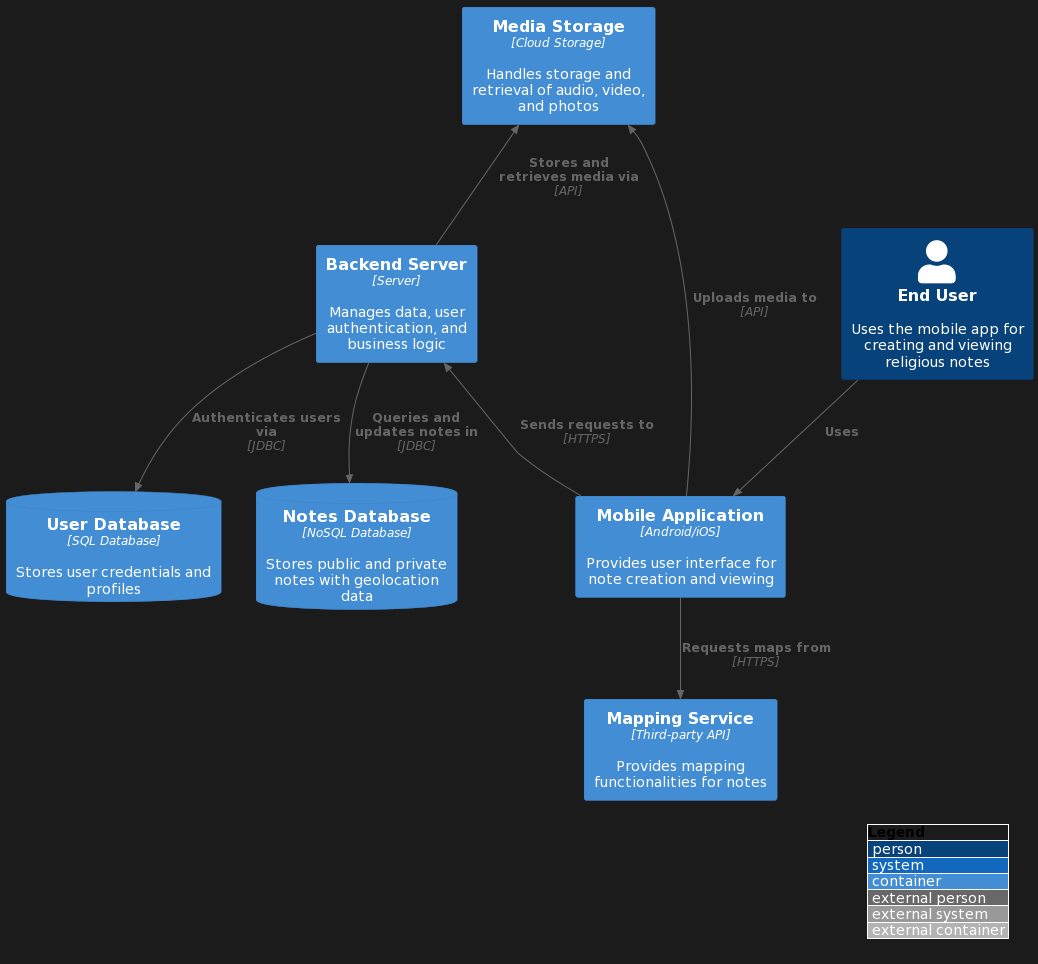 Media Storage
[Cloud Storage]
Handles storage and
retrieval of audio, video,
and photos
Stores and
retrieves media via
[API]
Backend Server
[Server]
Manages data, user
authentication, and
business logic
Uploads media to
[API]
End User
Uses the mobile app for
creating and viewing
religious notes
Authenticates users
via
[JDBC]
Queries and
updates notes in
[JDBC]
Sends requests to
[HTTPS]
Uses
User Database
[SQL Database]
Stores user credentials and
profiles
Notes Database
[NoSQL Database]
Stores public and private
notes with geolocation
data
Mobile Application
[Android/iOS]
Provides user interface for
note creation and viewing
Requests maps from
[HTTPS]
Mapping Service
[Third-party API]
Provides mapping
functionalities for notes
Legend
person
system
container
external person
external system
external container